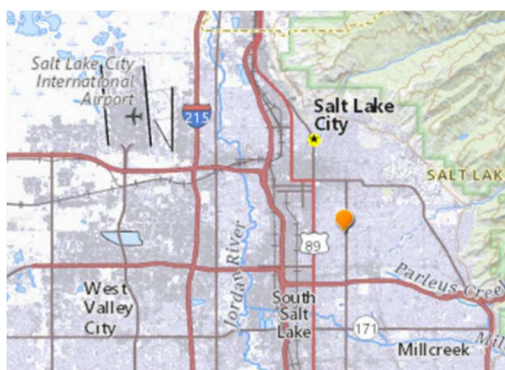 Salt Lake City
International
Airport
215
Salt Lake
City
SALT LAK
89
Jordan River
Parleys Creek
West
Valley
City
South
Salt
Lake
171
Millcreek
Mil